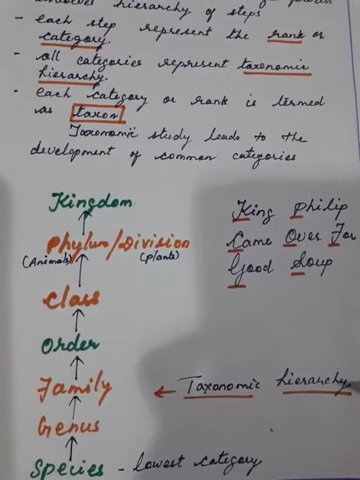 hierarchy of steps
- each step represent the rank or
category.
- all categories represent taxonomic
hierarchy.
- each category or rank is termed
as taxon
Taxonomic study leads to the
development of common categories
Kingdom
Phylum/Division
(Animals) (plants)
Class
Order
Family
Genus
Species - lowest category
King Philip
Came Over For
Good Soup
← Taxonomic hierarchy